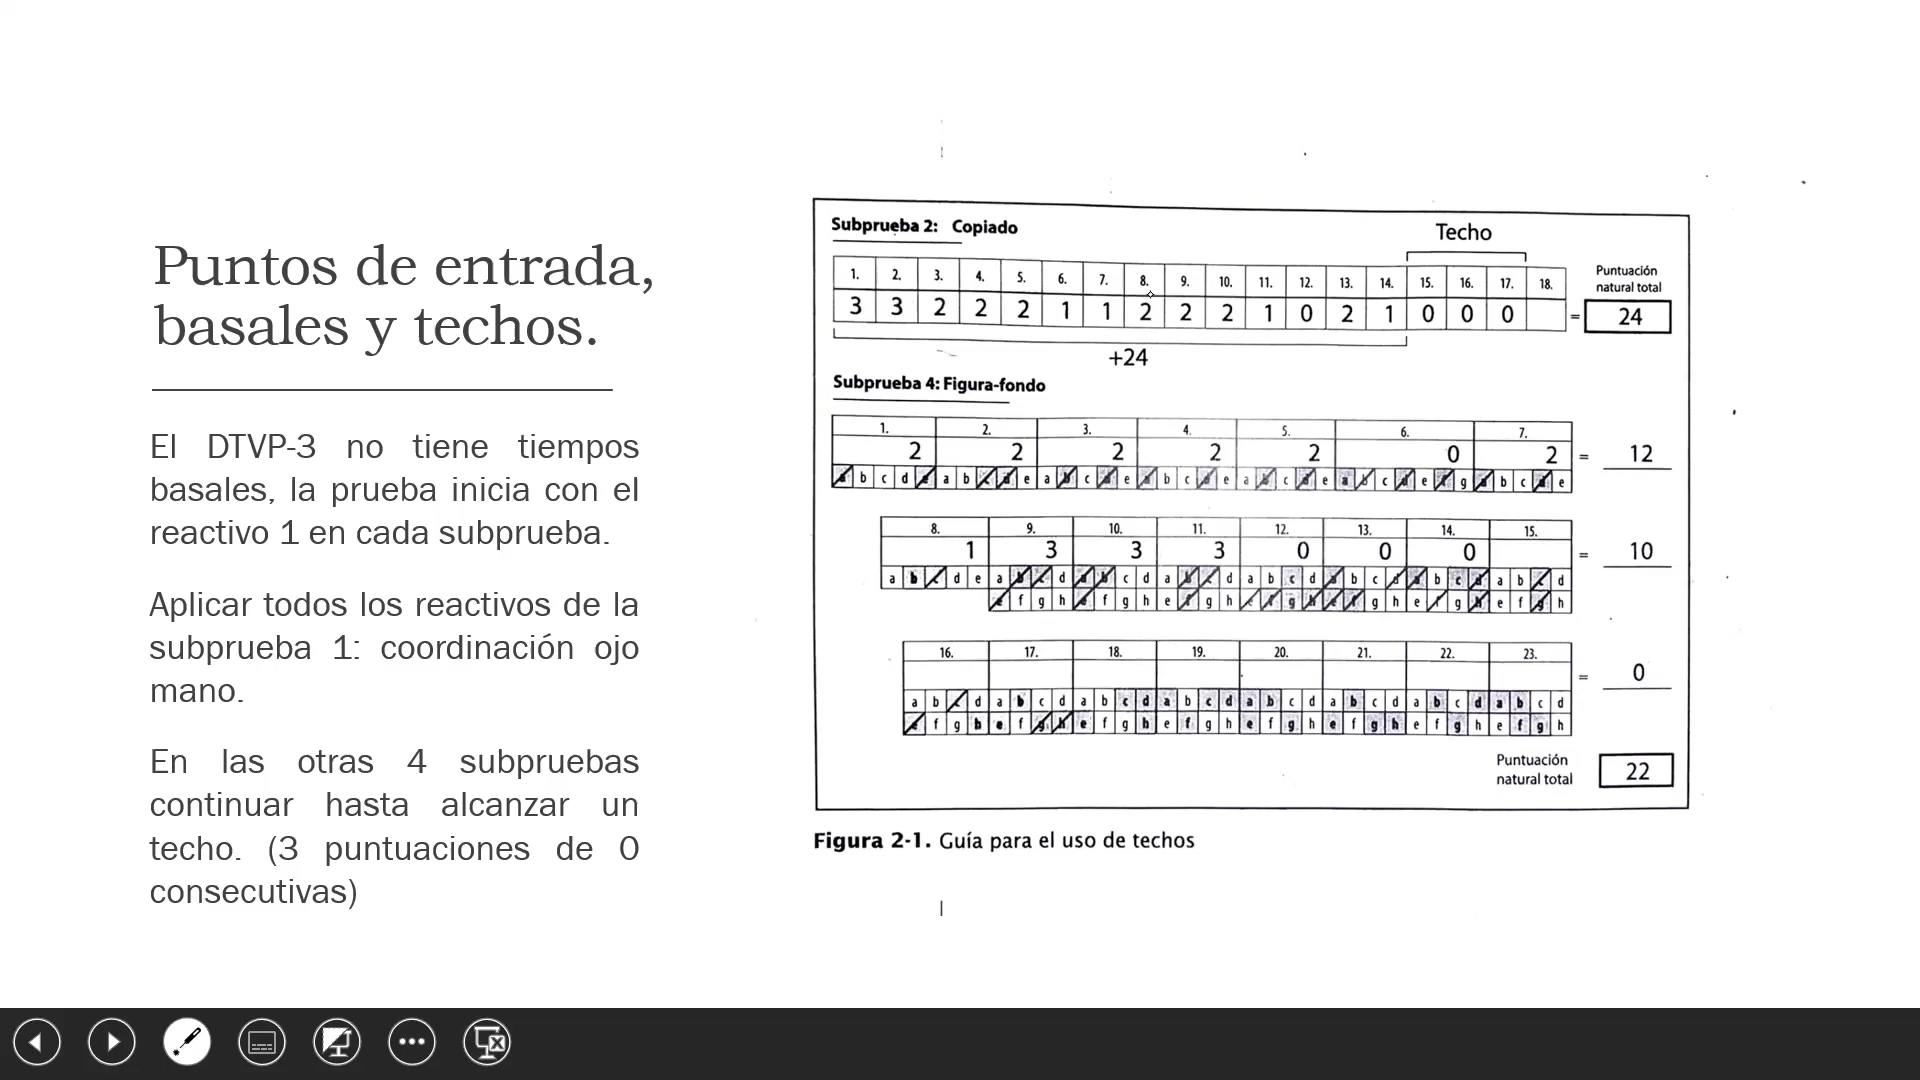 Puntos de entrada,
basales y techos.
El DTVP-3 no tiene tiempos
basales, la prueba inicia con el
reactivo 1 en cada subprueba.
Aplicar todos los reactivos de la
subprueba 1: coordinación ojo
mano.
En las otras 4 subpruebas
continuar hasta alcanzar un
techo. (3 puntuaciones de 0
consecutivas)
Subprueba 2: Copiado
Techo
1. 2. 3. 4. 5. 6. 7. 8. 9. 10. 11. 12. 13. 14. 15. 16. 17. 18.
Puntuación
natural total
3 3 2 2 2 1 1 2 2 2 1 0 2 1 0 0 0 = 24
+24
Subprueba 4: Figura-fondo
1. 2. 3. 4. 5. 6. 7.
2 2 2 2 2 0 2 = 12
a b c d e a b c d e a b c d e a b c d e a b c d e a b c d e f g a b c d e
8. 9. 10. 11. 12. 13. 14. 15.
1 3 3 3 0 0 0 = 10
a b c d e a b c d a b c d a b c d a b c d a b c d a b c d a b c d
e f g h e f g h e f g h e f g h e f g h e f g h e f g h
16. 17. 18. 19. 20. 21. 22. 23.
= 0
a b c d a b c d a b c d a b c d a b c d a b c d a b c d a b c d
e f g h e f g h e f g h e f g h e f g h e f g h e f g h e f g h
Puntuación
natural total
22
Figura 2-1. Guía para el uso de techos